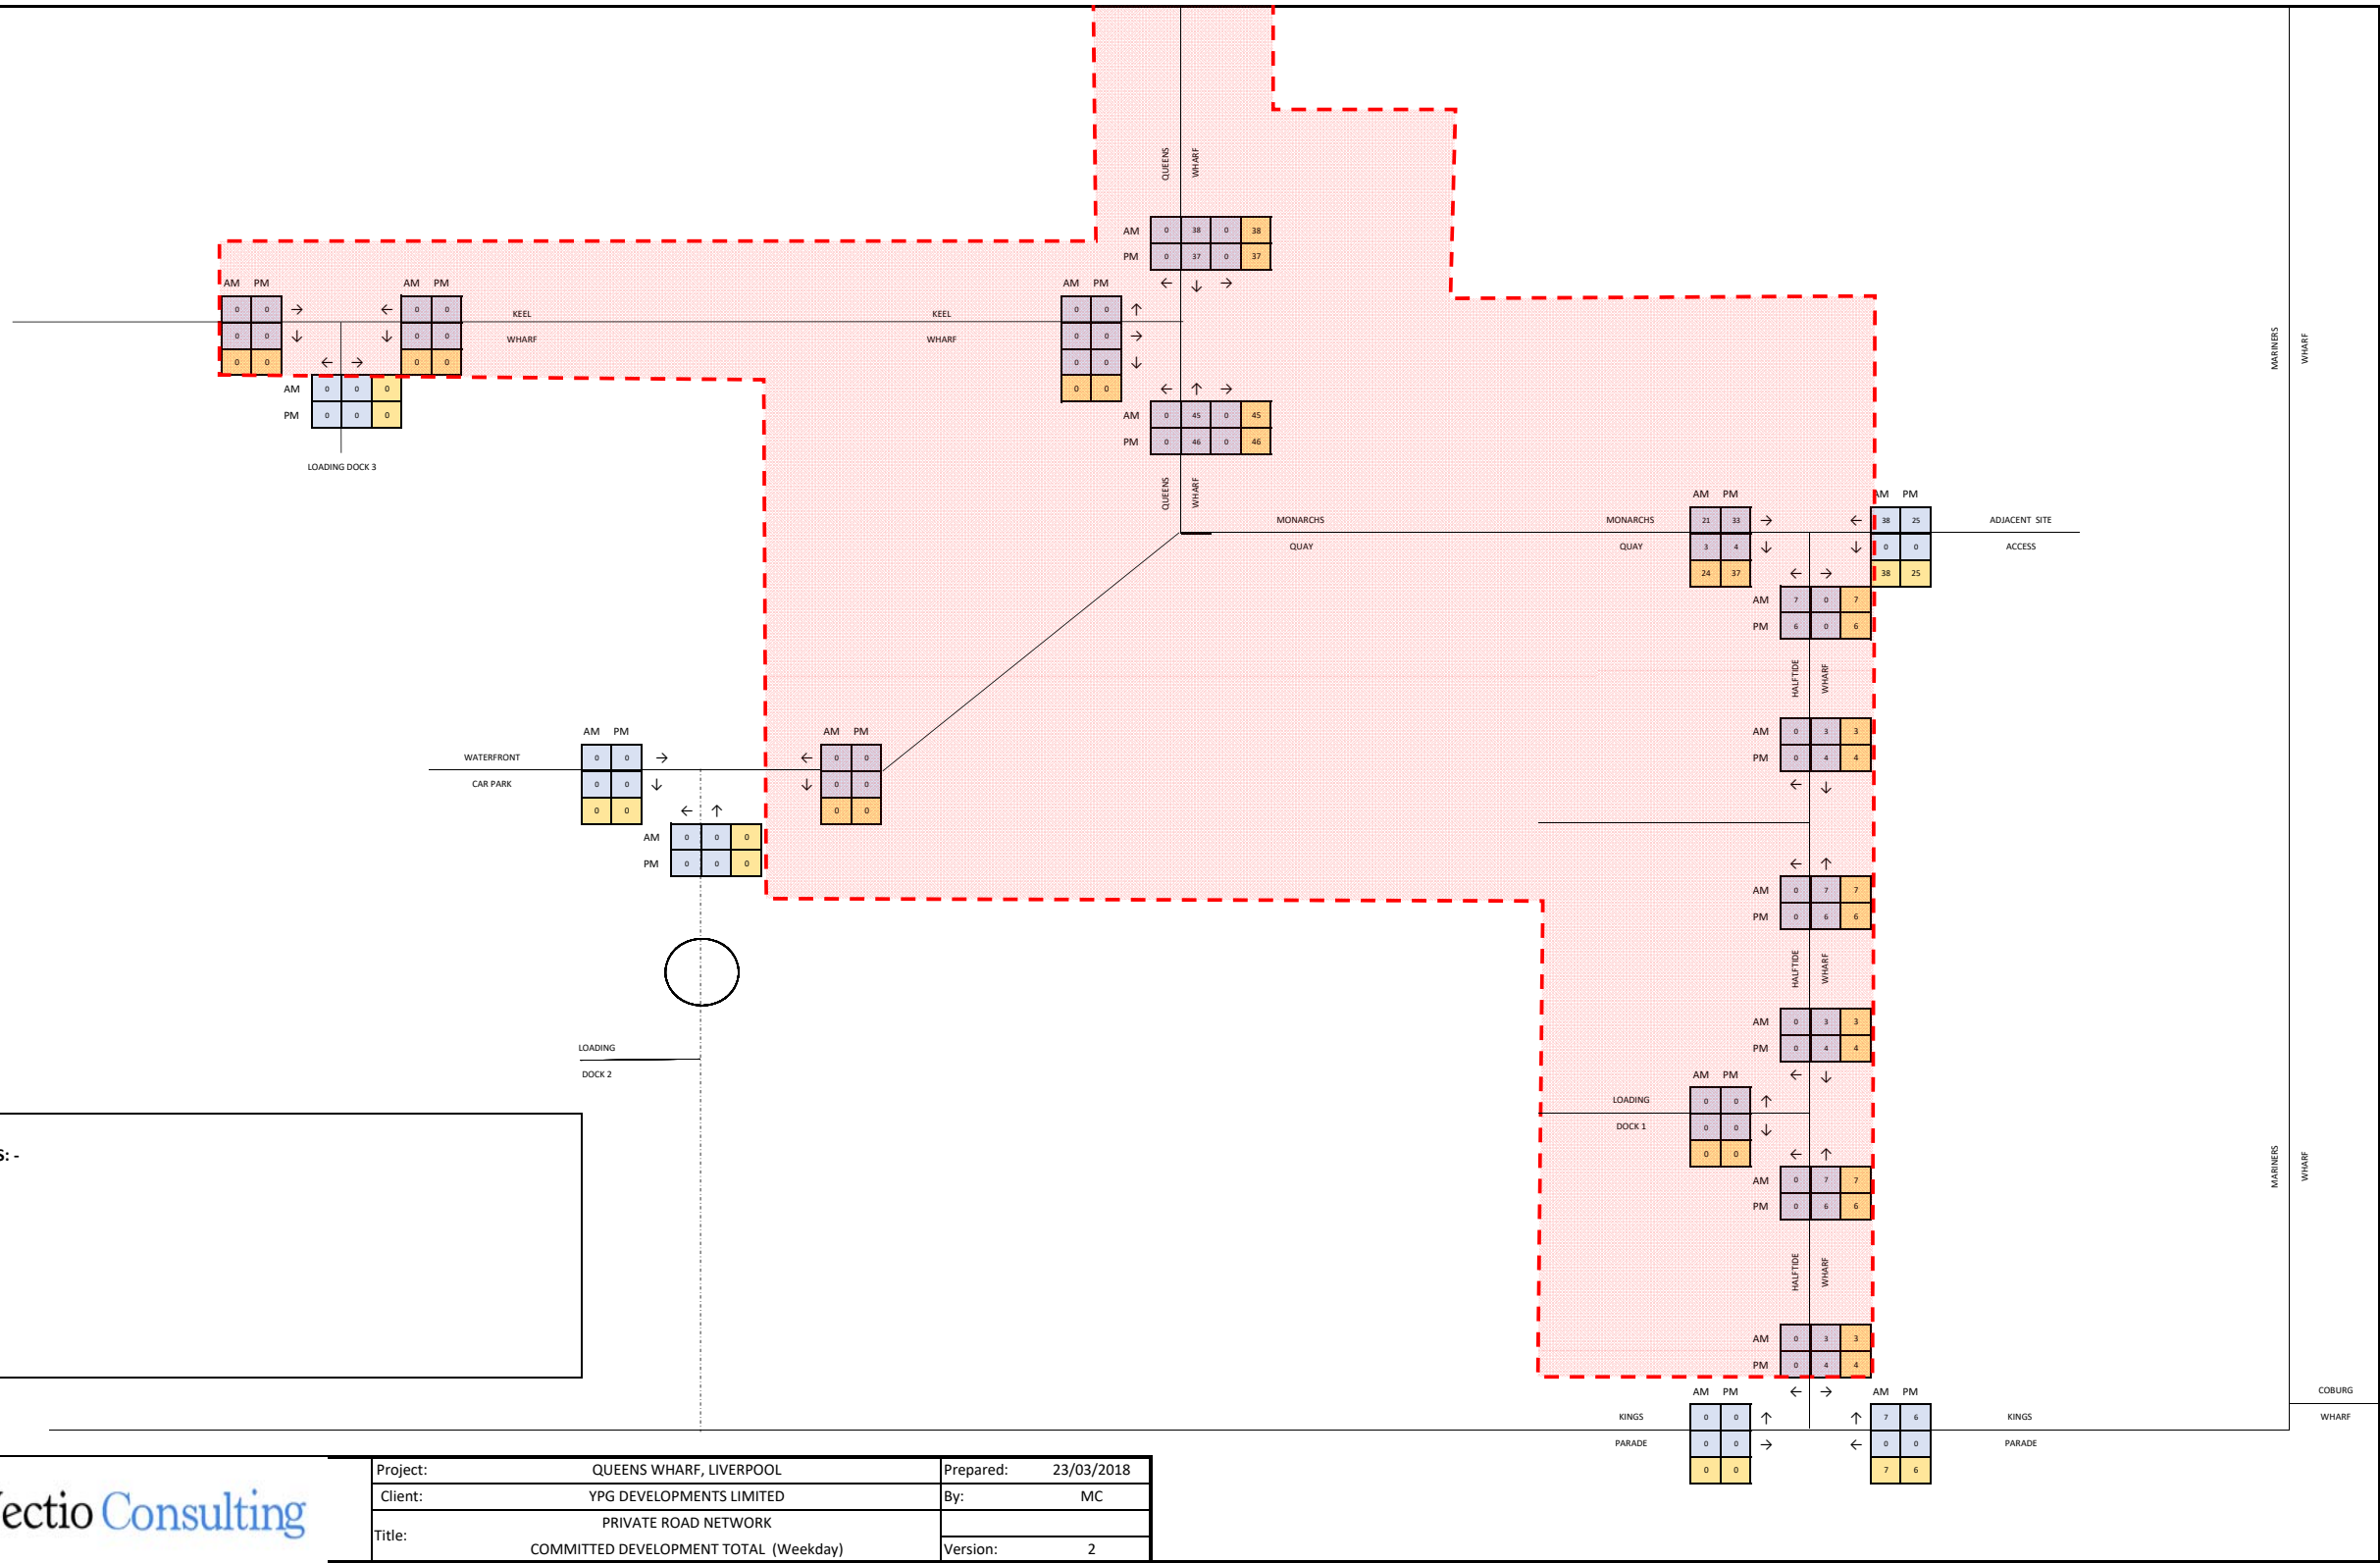 QUEENS WHARF
AM 0 38 0 38
PM 0 37 0 37
← ↓ →
AM PM
0 0 →
0 0 ↓
0 0
AM PM
← 0 0
↓ 0 0
0 0
KEEL
WHARF
KEEL
WHARF
AM PM
0 0 ↑
0 0 →
0 0 ↓
0 0
← →
AM 0 0 0
PM 0 0 0
LOADING DOCK 3
← ↑ →
AM 0 45 0 45
PM 0 46 0 46
QUEENS WHARF
MARINERS WHARF
MONARCHS
QUAY
MONARCHS
QUAY
AM PM
21 33 →
3 4 ↓
24 37
AM PM
← 38 25
↓ 0 0
38 25
ADJACENT SITE
ACCESS
← →
AM 7 0 7
PM 6 0 6
HALFTIDE WHARF
AM 0 3 3
PM 0 4 4
← ↓
WATERFRONT
CAR PARK
AM PM
0 0 →
0 0 ↓
0 0
AM PM
← 0 0
↓ 0 0
0 0
← ↑
AM 0 0 0
PM 0 0 0
← ↑
AM 0 7 7
PM 0 6 6
HALFTIDE WHARF
AM 0 3 3
PM 0 4 4
← ↓
LOADING
DOCK 2
LOADING
DOCK 1
AM PM
0 0 ↑
0 0 ↓
0 0
← ↑
AM 0 7 7
PM 0 6 6
MARINERS WHARF
S: -
HALFTIDE WHARF
AM 0 3 3
PM 0 4 4
← →
KINGS
PARADE
AM PM
0 0 ↑
0 0 →
0 0
AM PM
↑ 7 6
← 0 0
7 6
KINGS
PARADE
COBURG
WHARF
ectio Consulting
Project: QUEENS WHARF, LIVERPOOL Prepared: 23/03/2018
Client: YPG DEVELOPMENTS LIMITED By: MC
Title: PRIVATE ROAD NETWORK
COMMITTED DEVELOPMENT TOTAL (Weekday) Version: 2